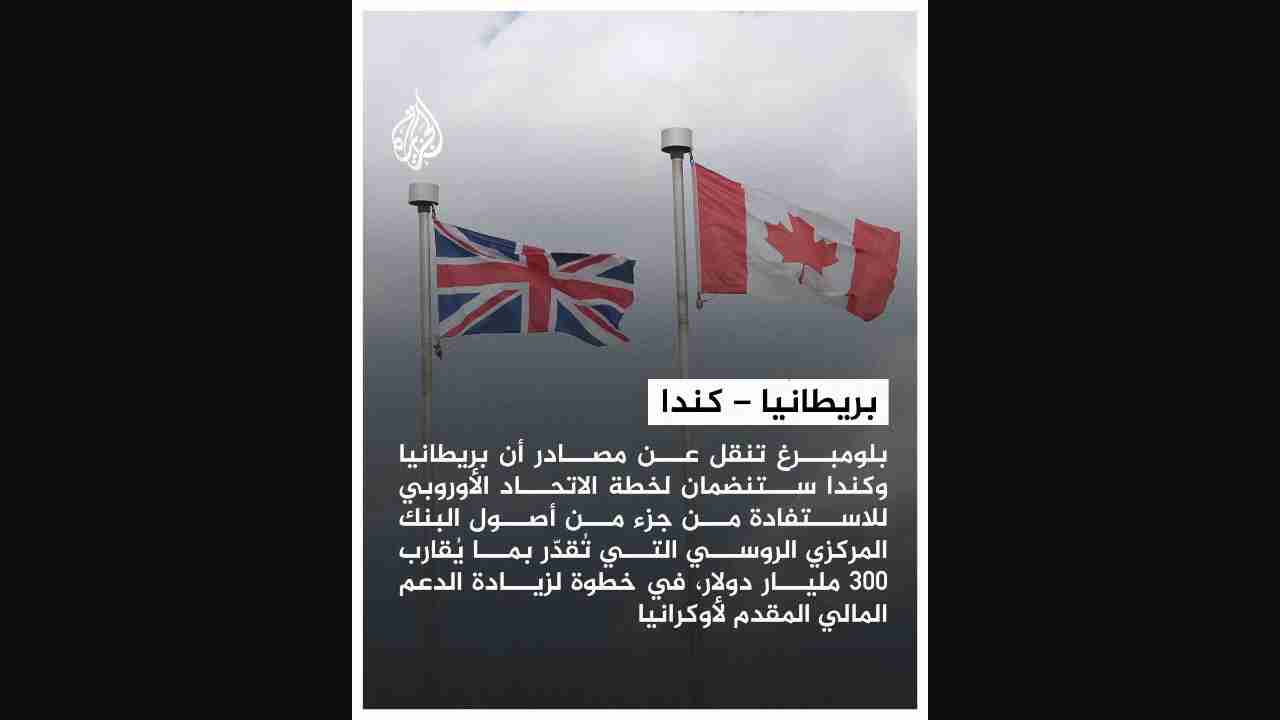 الجزيرة
بريطانيا – كندا
بلومبرغ تنقل عن مصادر أن بريطانيا
وكندا ستنضمان لخطة الاتحاد الأوروبي
للاستفادة من جزء من أصول البنك
المركزي الروسي التي تُقدّر بما يُقارب
300 مليار دولار، في خطوة لزيادة الدعم
المالي المقدم لأوكرانيا